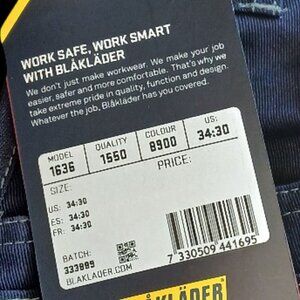 WORK SAFE, WORK SMART
WITH BLÅKLÄDER
We don't just make workwear. We make your job
easier, safer and more comfortable. That's why we
take extreme pride in quality, function and design.
Whatever the job, Blåkläder has you covered.
MODEL QUALITY COLOUR US:
1636 1550 8900 34:30
SIZE: PRICE:
US: 34:30
ES: 34:30
FR: 34:30
BATCH:
333889
BLAKLADER.COM
7 330509 441695
BLÅKLÄDER